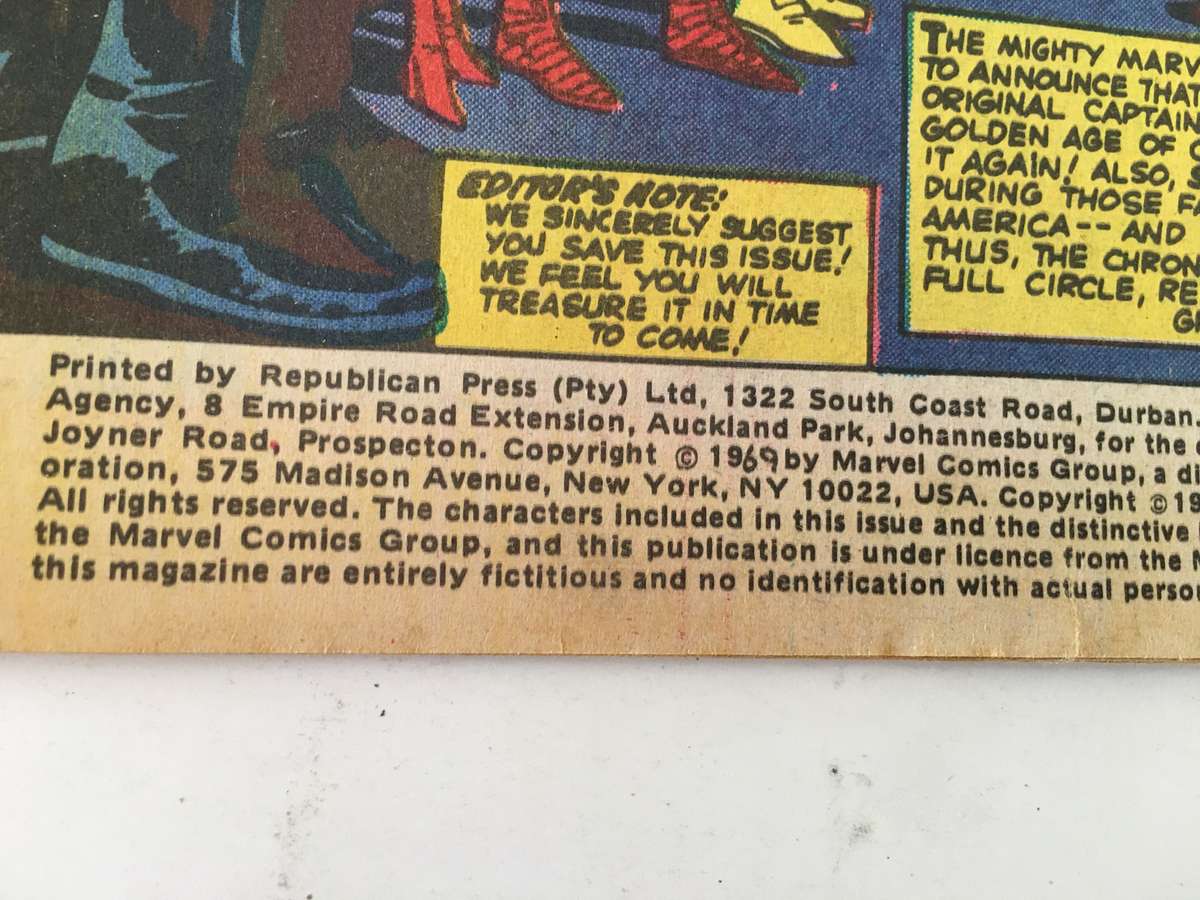 EDITOR'S NOTE!
WE SINCERELY SUGGEST
YOU SAVE THIS ISSUE!
WE FEEL YOU WILL
TREASURE IT IN TIME
TO COME!
THE MIGHTY MARV
TO ANNOUNCE THAT
ORIGINAL CAPTAIN
GOLDEN AGE OF
IT AGAIN! ALSO,
DURING THOSE FA
AMERICA-- AND
THUS, THE CHRON
FULL CIRCLE, RE
Printed by Republican Press (Pty) Ltd, 1322 South Coast Road, Durban.
Agency, 8 Empire Road Extension, Auckland Park, Johannesburg, for the
Joyner Road, Prospecton. Copyright © 1969 by Marvel Comics Group, a di
oration, 575 Madison Avenue, New York, NY 10022, USA. Copyright © 19
All rights reserved. The characters included in this issue and the distinctive
the Marvel Comics Group, and this publication is under licence from the
this magazine are entirely fictitious and no identification with actual perso